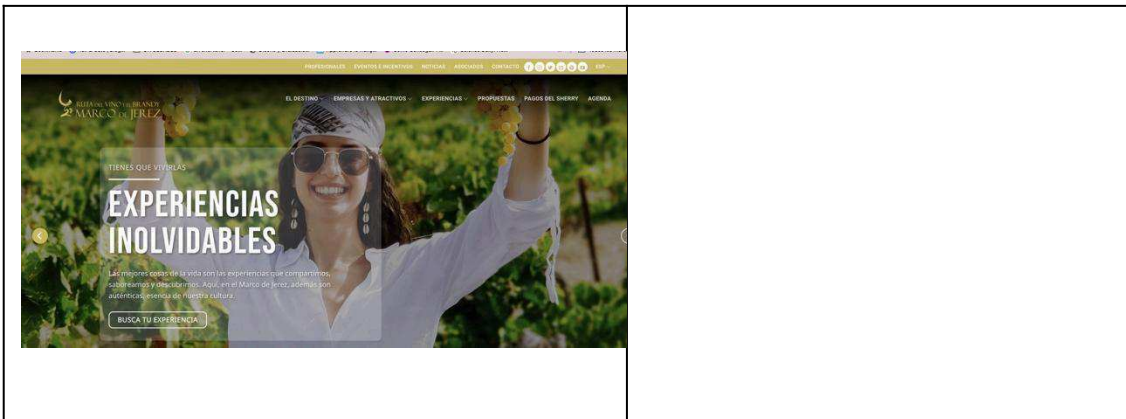 PROFESIONALES EVENTOS E INCENTIVOS NOTICIAS ASOCIADOS CONTACTO ESP
RUTA DEL VINO Y EL BRANDY
MARCO DE JEREZ
EL DESTINO EMPRESAS Y ATRACTIVOS EXPERIENCIAS PROPUESTAS PAGOS DEL SHERRY AGENDA
TIENES QUE VIVIRLAS
EXPERIENCIAS
INOLVIDABLES
Las mejores cosas de la vida son las experiencias que compartimos,
saboreamos y descubrimos. Aquí, en el Marco de Jerez, además son
auténticas, esencia de nuestra cultura.
BUSCA TU EXPERIENCIA